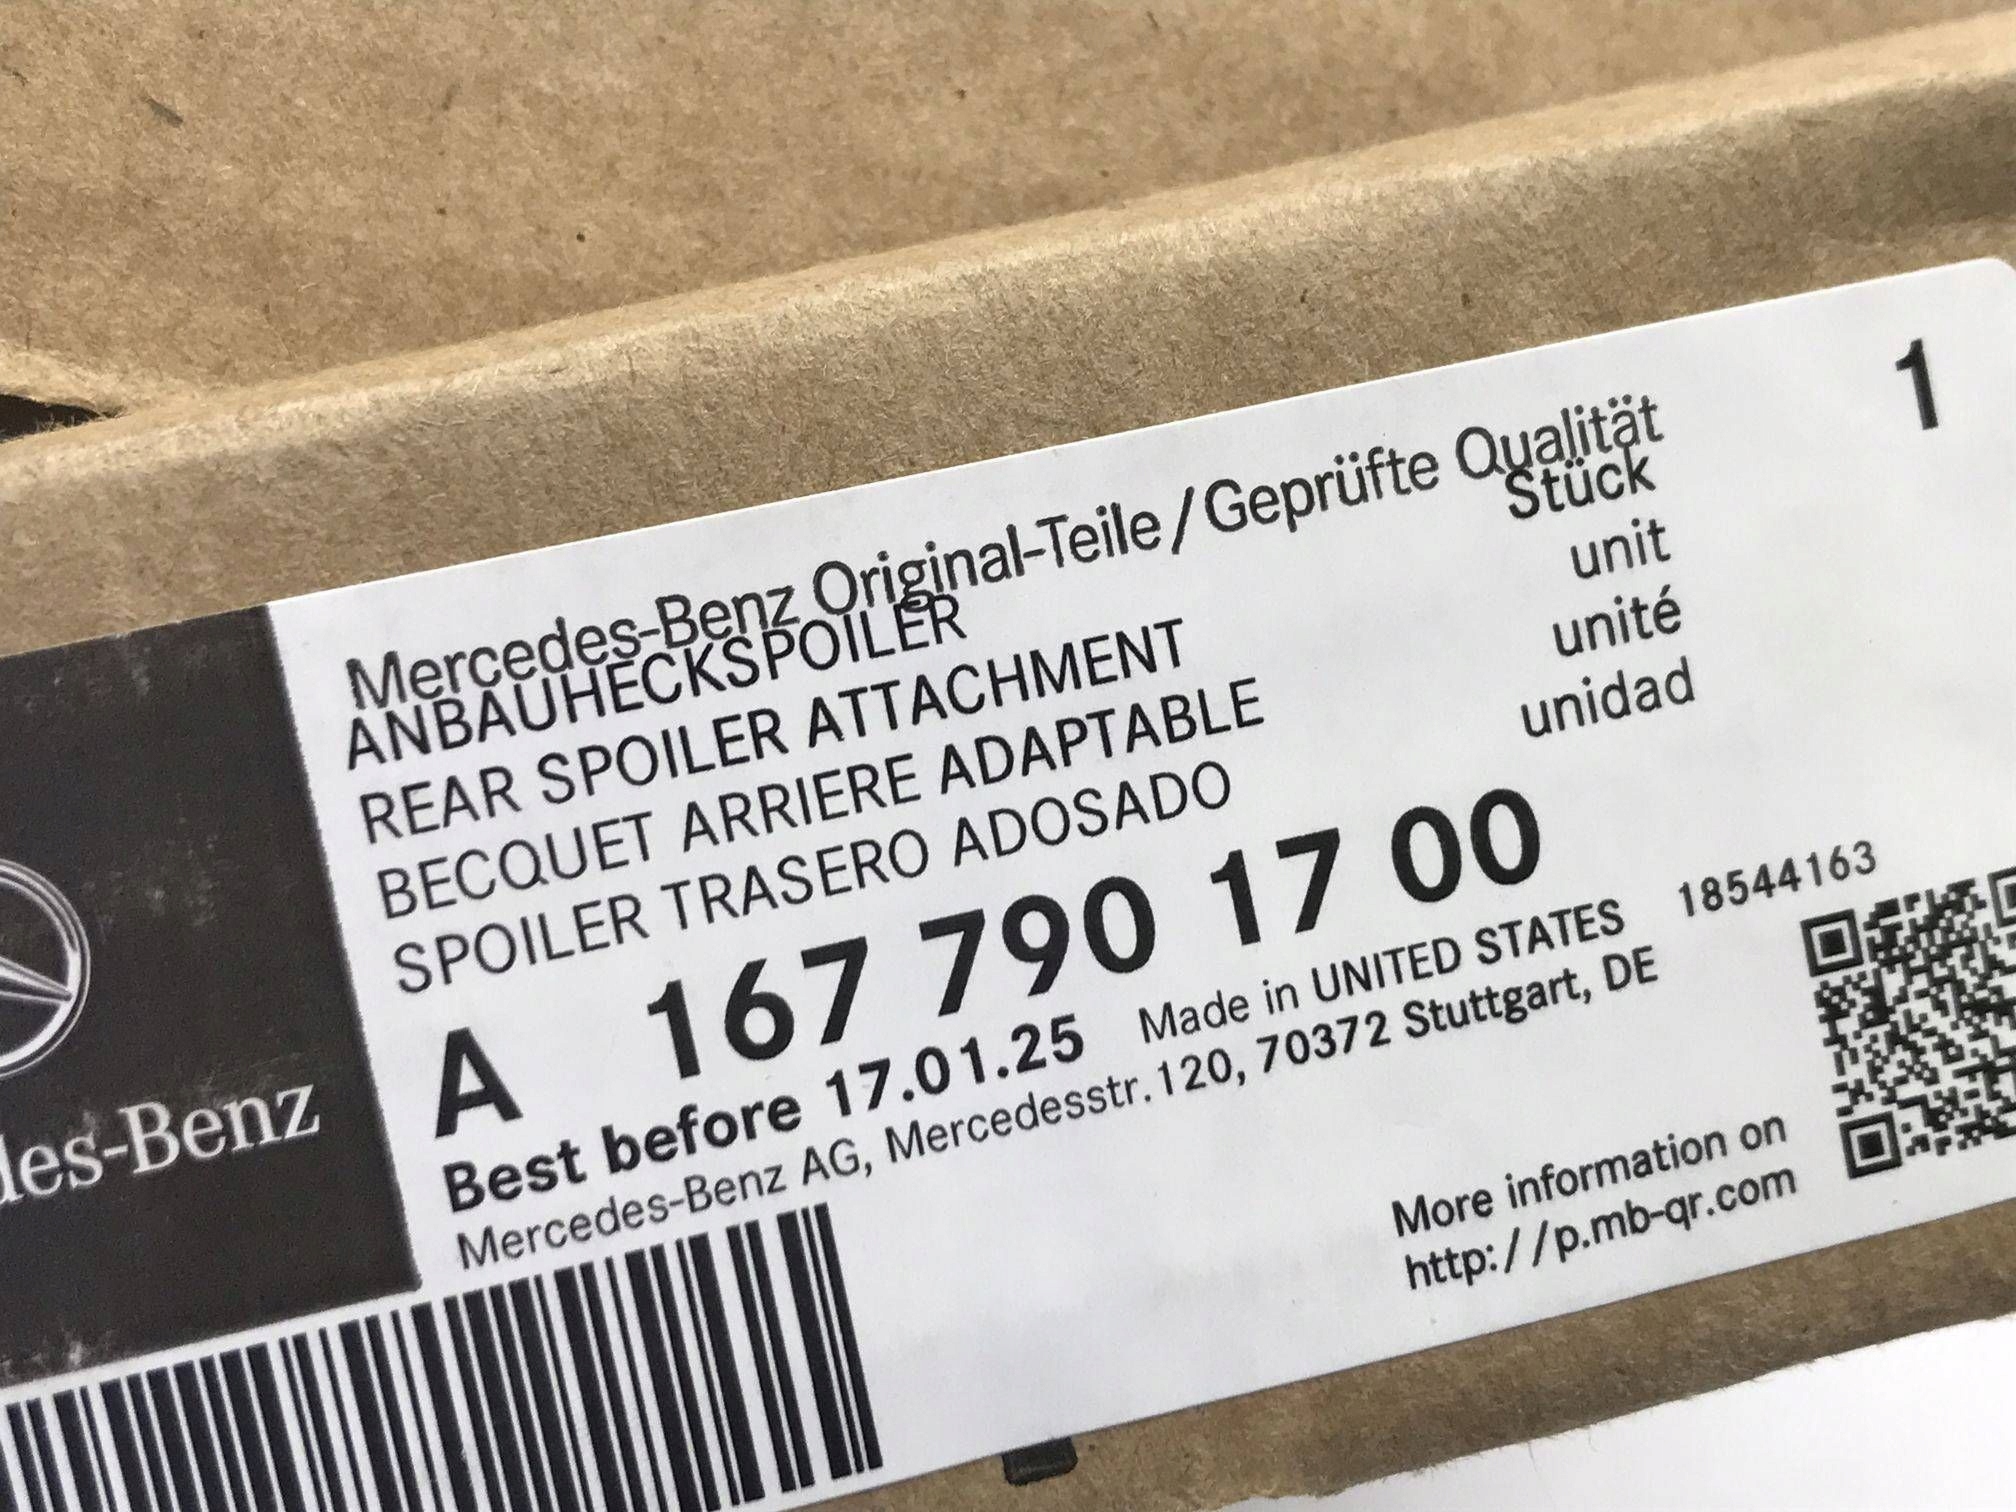 Mercedes-Benz Original-Teile/Geprüfte Qualität
1
ANBAUHECKSPOILER
Stück
REAR SPOILER ATTACHMENT
unit
BECQUET ARRIERE ADAPTABLE
unité
SPOILER TRASERO ADOSADO
unidad
A 167 790 17 00
Best before 17.01.25 Made in UNITED STATES 18544163
Mercedes-Benz AG, Mercedesstr. 120, 70372 Stuttgart, DE
More information on
http://p.mb-qr.com
des-Benz